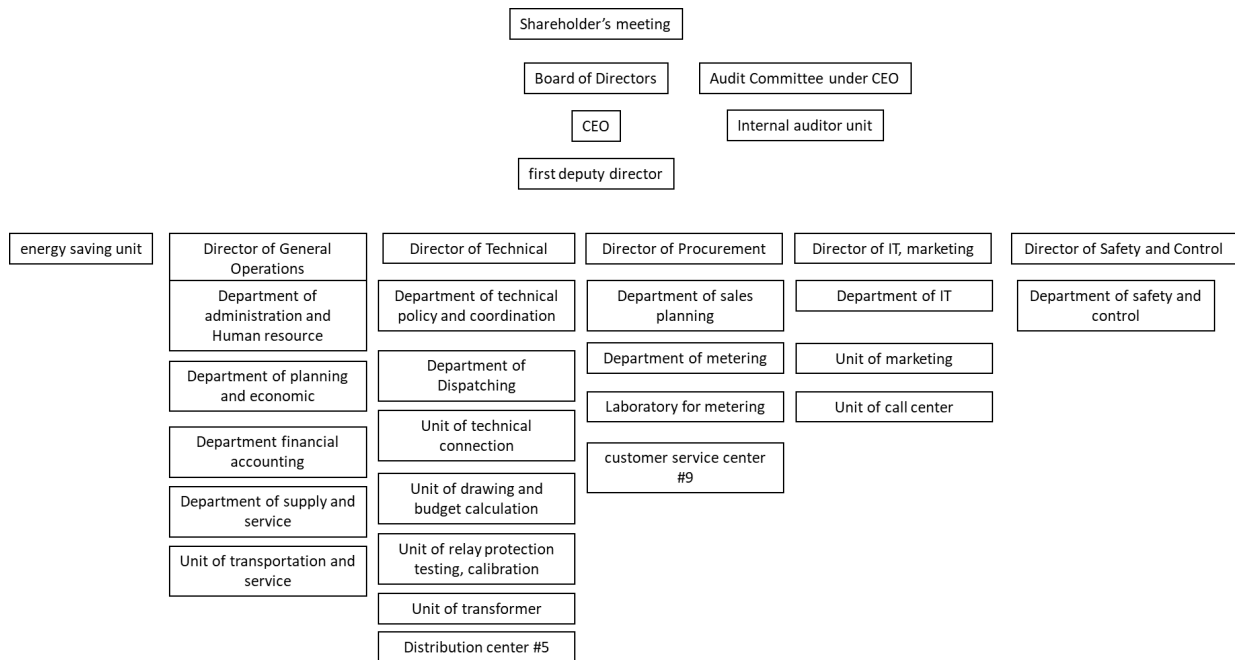 Shareholder's meeting
Board of Directors
Audit Committee under CEO
CEO
Internal auditor unit
first deputy director
energy saving unit
Director of General
Operations
Director of Technical
Director of Procurement
Director of IT, marketing
Director of Safety and Control
Department of
administration and
Human resource
Department of planning
and economic
Department financial
accounting
Department of supply and
service
Unit of transportation and
service
Department of technical
policy and coordination
Department of
Dispatching
Unit of technical
connection
Unit of drawing and
budget calculation
Unit of relay protection
testing, calibration
Unit of transformer
Distribution center #5
Department of sales
planning
Department of metering
Laboratory for metering
customer service center
#9
Department of IT
Unit of marketing
Unit of call center
Department of safety and
control